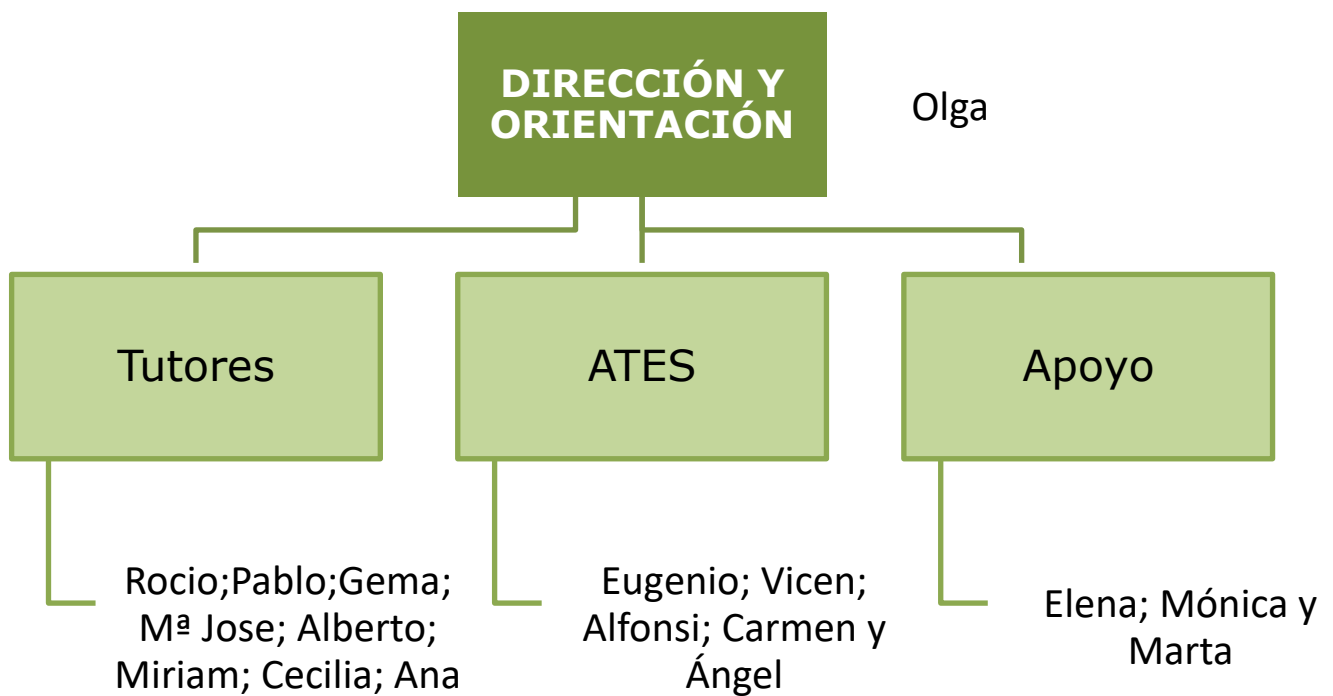 DIRECCIÓN Y
ORIENTACIÓN
Olga
Tutores
ATES
Apoyo
Rocio;Pablo;Gema;
Mª Jose; Alberto;
Miriam; Cecilia; Ana
Eugenio; Vicen;
Alfonsi; Carmen y
Ángel
Elena; Mónica y
Marta